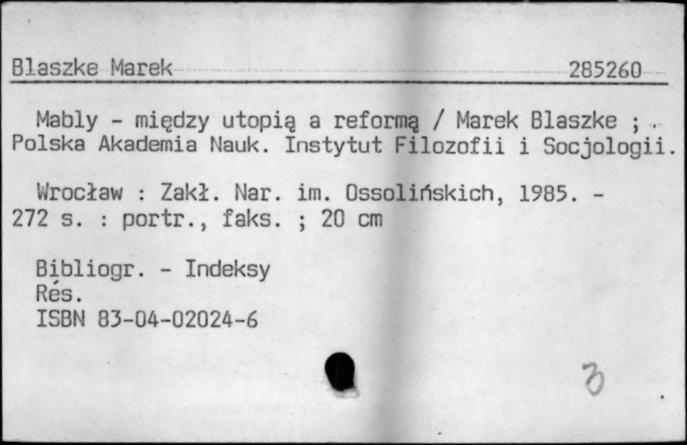 Blaszke Marek 285260
Mably - między utopią a reformą / Marek Blaszke ;
Polska Akademia Nauk. Instytut Filozofii i Socjologii.
Wrocław : Zakł. Nar. im. Ossolińskich, 1985. -
272 s. : portr., faks. ; 20 cm
Bibliogr. - Indeksy
Rés.
ISBN 83-04-02024-6
3